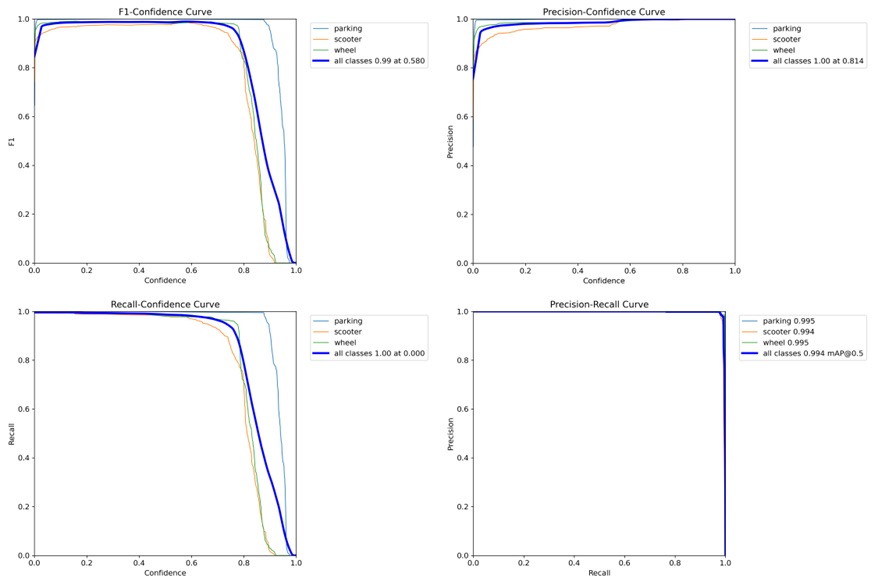 F1-Confidence Curve
1.0
0.8
0.6
0.4
0.2
0.0
F1
0.0 0.2 0.4 0.6 0.8 1.0
Confidence
parking
scooter
wheel
all classes 0.99 at 0.580
Precision-Confidence Curve
1.0
0.8
0.6
0.4
0.2
0.0
Precision
0.0 0.2 0.4 0.6 0.8 1.0
Confidence
parking
scooter
wheel
all classes 1.00 at 0.814
Recall-Confidence Curve
1.0
0.8
0.6
0.4
0.2
0.0
Recall
0.0 0.2 0.4 0.6 0.8 1.0
Confidence
parking
scooter
wheel
all classes 1.00 at 0.000
Precision-Recall Curve
1.0
0.8
0.6
0.4
0.2
0.0
Precision
0.0 0.2 0.4 0.6 0.8 1.0
Recall
parking 0.995
scooter 0.994
wheel 0.995
all classes 0.994 mAP@0.5